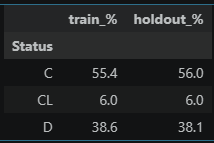 train_% holdout_%
Status
C 55.4 56.0
CL 6.0 6.0
D 38.6 38.1